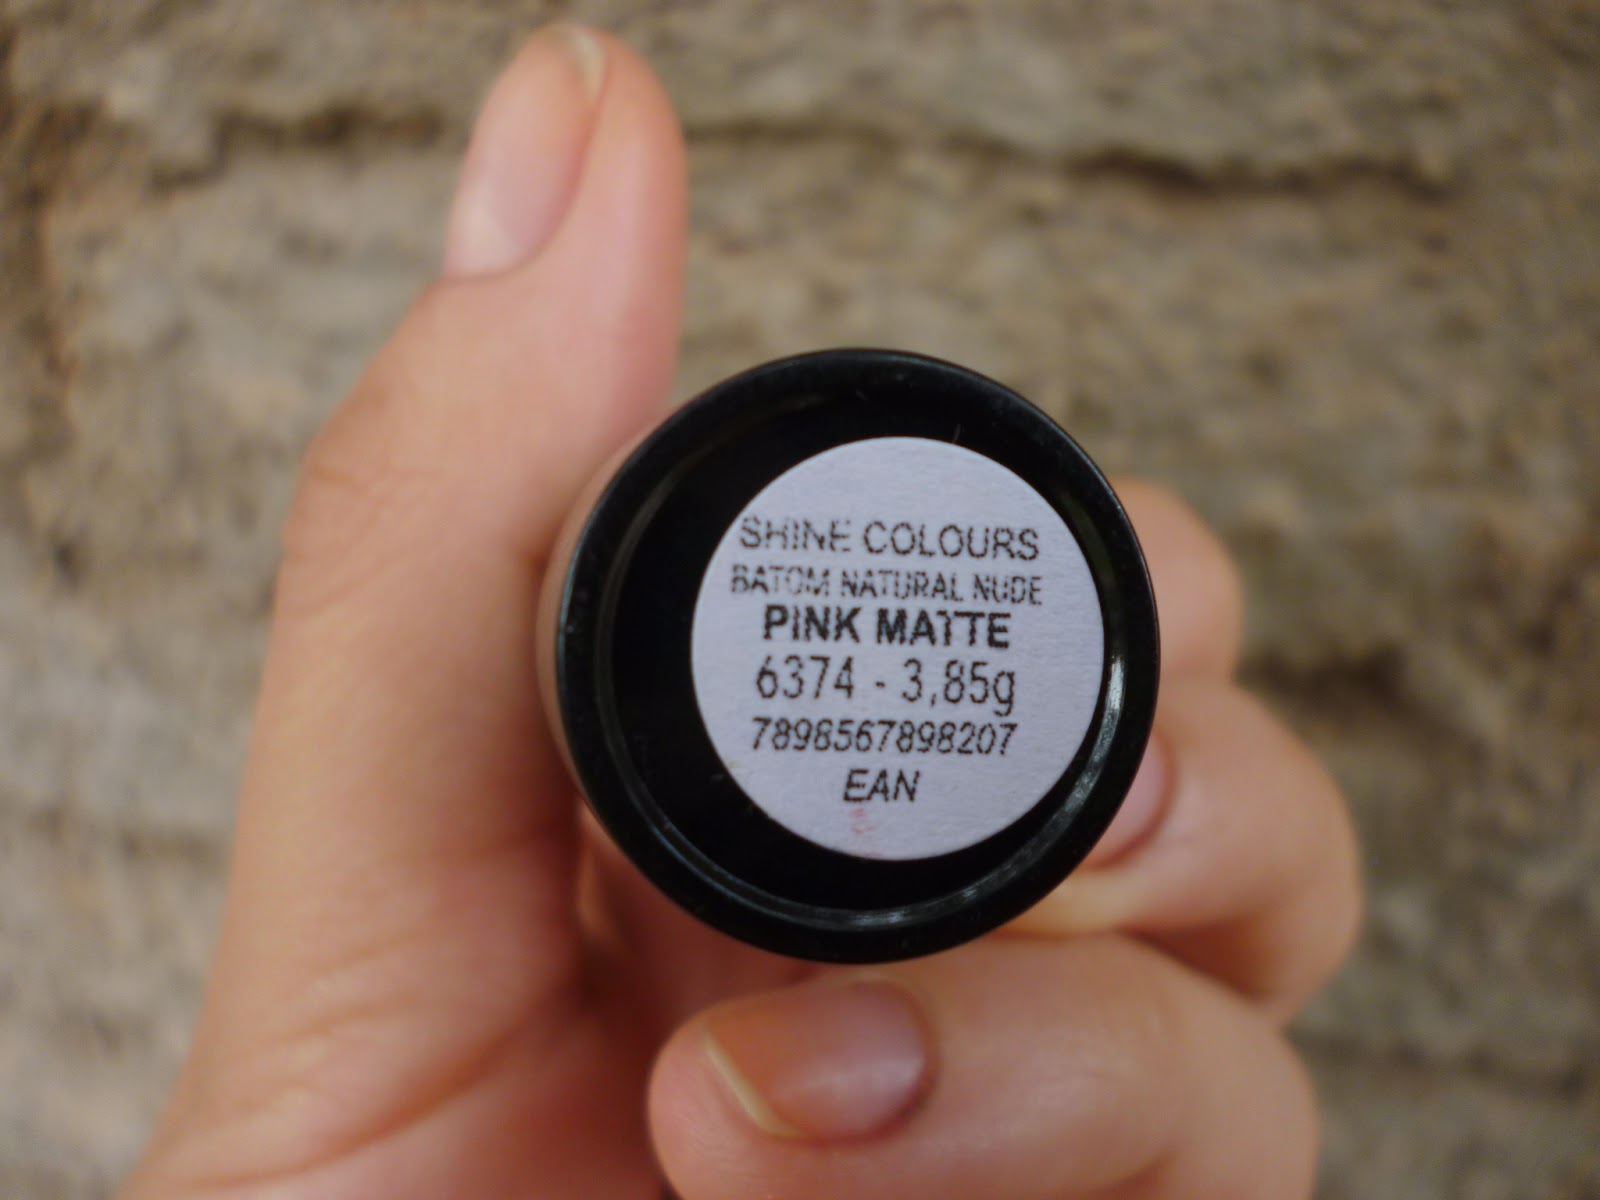 SHINE COLOURS
BATOM NATURAL NUDE
PINK MATTE
6374 - 3,85g
7898567898207
EAN